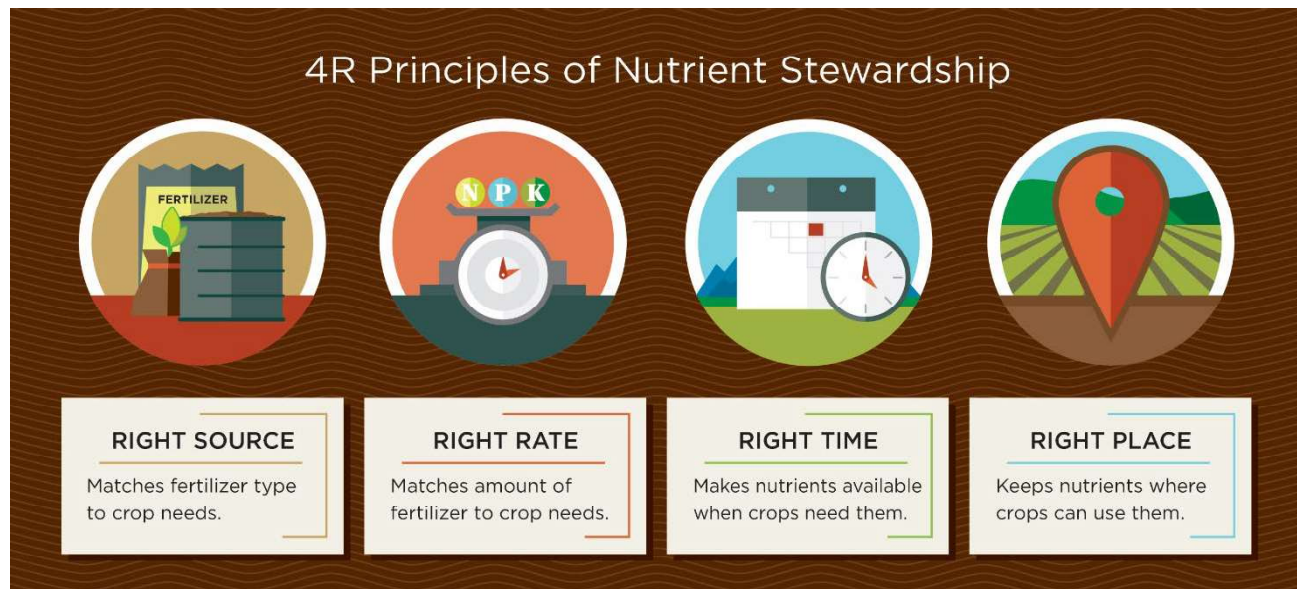 4R Principles of Nutrient Stewardship
FERTILIZER
N P K
RIGHT SOURCE
Matches fertilizer type
to crop needs.
RIGHT RATE
Matches amount of
fertilizer to crop needs.
RIGHT TIME
Makes nutrients available
when crops need them.
RIGHT PLACE
Keeps nutrients where
crops can use them.